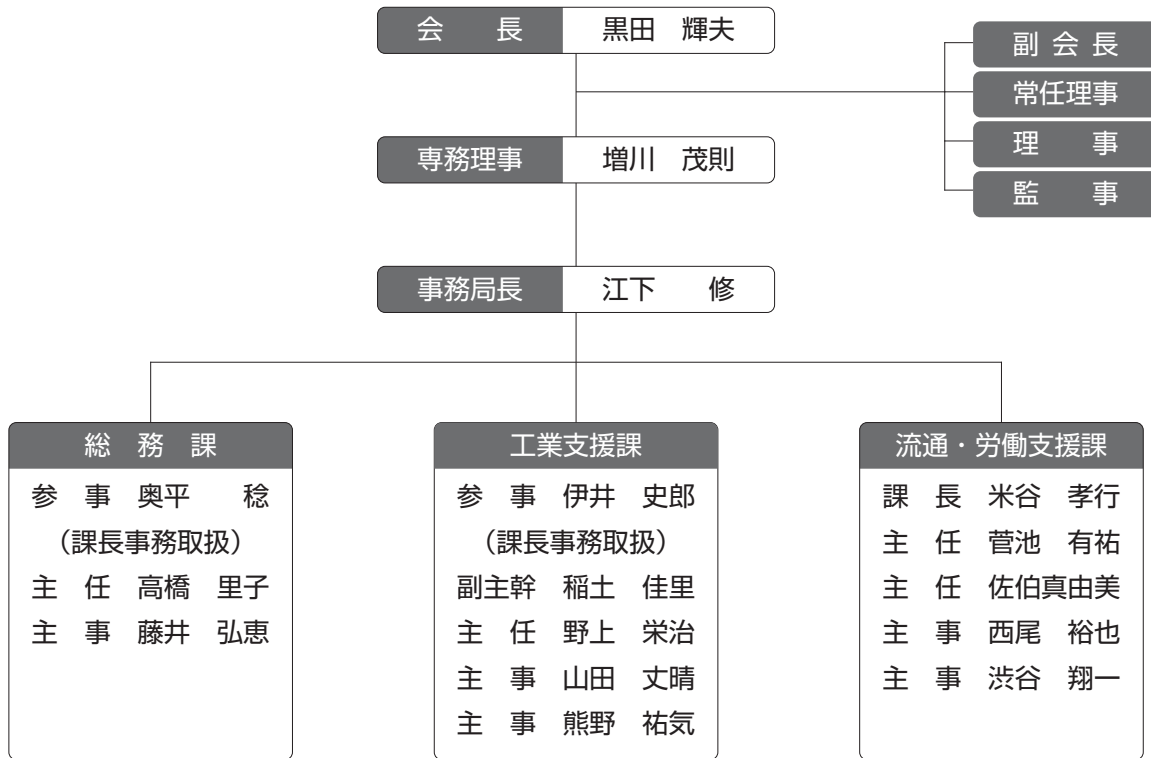 会　長　黒田　輝夫
副会長
常任理事
理　事
監　事
専務理事　増川　茂則
事務局長　江下　修
総務課
参　事　奥平　稔
（課長事務取扱）
主　任　高橋　里子
主　事　藤井　弘恵
工業支援課
参　事　伊井　史郎
（課長事務取扱）
副主幹　稲土　佳里
主　任　野上　栄治
主　事　山田　丈晴
主　事　熊野　祐気
流通・労働支援課
課　長　米谷　孝行
主　任　菅池　有祐
主　任　佐伯真由美
主　事　西尾　裕也
主　事　渋谷　翔一